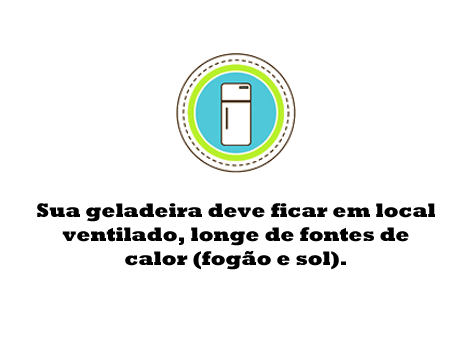 Sua geladeira deve ficar em local
ventilado, longe de fontes de
calor (fogão e sol).